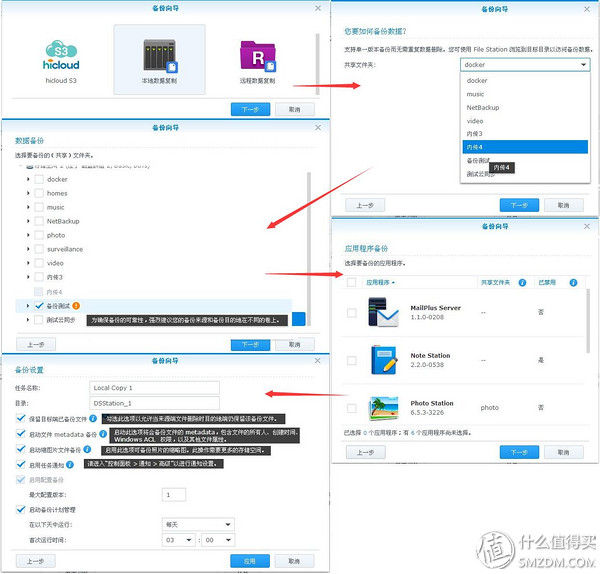 备份向导
S3
hicloud
hicloud S3
本地数据复制
远程数据复制
下一步
取消
备份向导
您要如何备份数据?
支持单一版本备份而无需重复数据删除。您可使用 File Station 浏览到目标目录以访问备份数据。
共享文件夹:
docker
docker
music
NetBackup
video
内传3
内传4
备份测试
内传4
测试云同步
上一步
下一步
取消
备份向导
数据备份
选择要备份的（共享）文件夹。
docker
homes
music
NetBackup
photo
surveillance
video
内传3
内传4
备份测试
测试云同步
为确保备份的可靠性，强烈建议您的备份来源和备份目的地在不同的卷上。
上一步
下一步
取消
备份向导
应用程序备份
选择要备份的应用程序。
应用程序
共享文件夹
已禁用
MailPlus Server
1.1.0-0208
--
否
Note Station
2.2.0-0538
--
是
Photo Station
6.5.3-3226
photo
否
已选择 0 个应用程序；有 6 个应用程序尚未选择。
上一步
下一步
取消
备份向导
备份设置
任务名称:
Local Copy 1
目录:
DSStation_1
保留目标端已备份文件
勾选此选项以允许当来源端文件删除时目的地端仍保留该备份文件。
启动文件 metadata 备份
启动此选项将会备份文件的 metadata，包含文件的所有人、创建时间、
Windows ACL 权限，以及其他文件属性。
启动缩图片文件备份
启用此选项可备份照片的缩略图。此操作需要更多的存储空间。
启用任务通知
请进入"控制面板 > 通知 > 高级"以进行通知设置。
启用配置备份
最大配置版本:
1
启动备份计划管理
在以下天中运行:
每天
首次运行时间:
03
:
00
上一步
应用
取消
值
什么值得买
SMZDM.COM